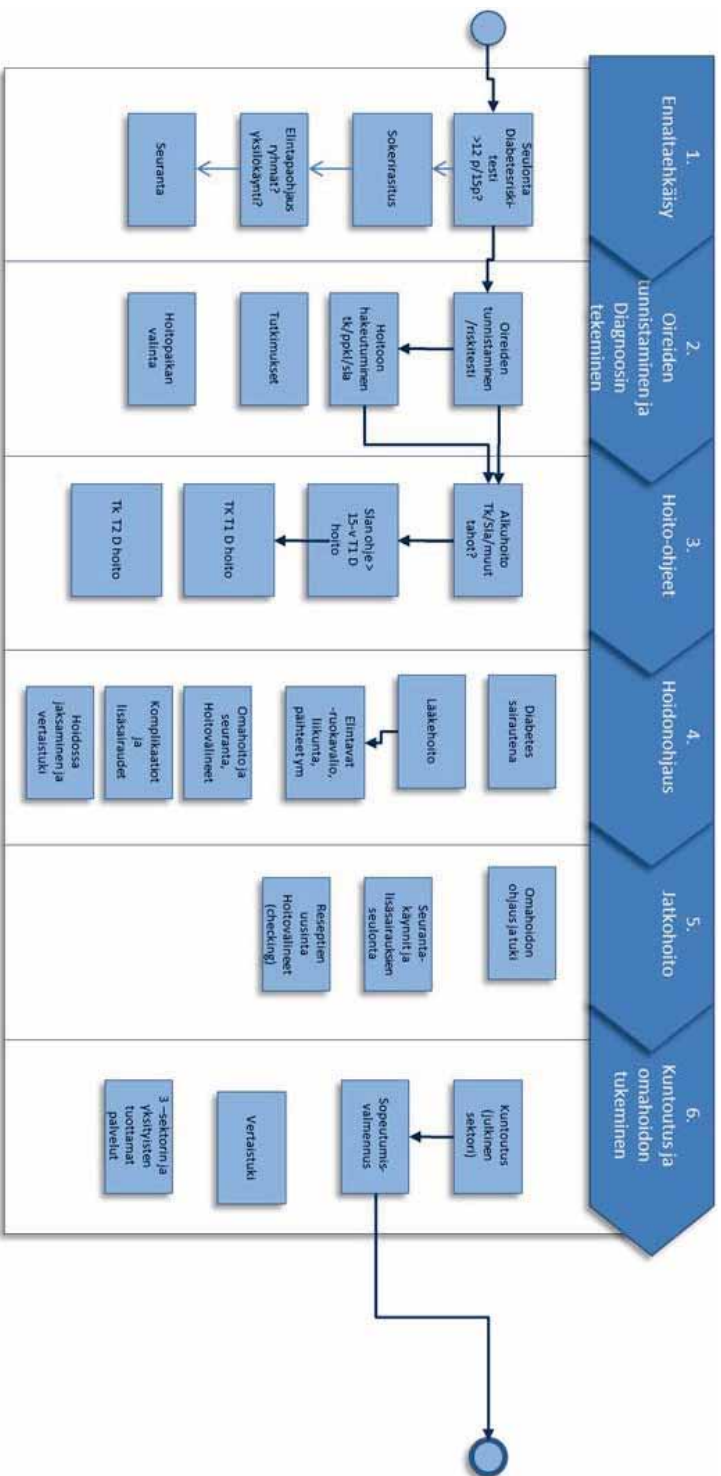 1.
Ennaltaehkäisy
2.
Oireiden
tunnistaminen ja
Diagnoosin
tekeminen
3.
Hoito-ohjeet
4.
Hoidonohjaus
5.
Jatkohoito
6.
Kuntoutus ja
omahoidon
tukeminen
Seulonta
Diabetesriski-
testi
>12 p/15p?
Sokerirasitus
Elintapaohjaus
ryhmät?
yksilökäynti?
Seuranta
Oireiden
tunnistaminen
/riskitesti
Hoitoon
hakeutuminen
tk/ppkl/sla
Tutkimukset
Hoitopaikan
valinta
Alkuhoito
Tk/Sla/muut
tahot?
Slan ohje >
15-v T1 D
hoito
TK T1 D hoito
Tk T2 D hoito
Diabetes
sairautena
Lääkehoito
Elintavat
-ruokavalio,
liikunta,
päihteet ym
Omahoito ja
seuranta,
Hoitovälineet
Komplikaatiot
ja
lisäsairaudet
Hoidossa
jaksaminen ja
vertaistuki
Omahoidon
ohjaus ja tuki
Seuranta-
käynnit ja
lisäsairauksien
seulonta
Reseptien
uusinta
Hoitovälineet
(checking)
Kuntoutus
(julkinen
sektori)
Sopeutumis-
valmennus
Vertaistuki
3 –sektorin ja
yksityisten
tuottamat
palvelut